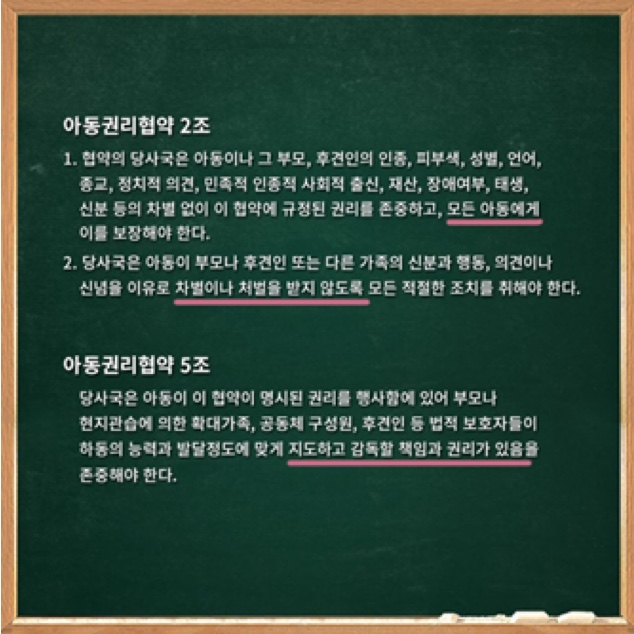 아동권리협약 2조
1. 협약의 당사국은 아동이나 그 부모, 후견인의 인종, 피부색, 성별, 언어,
종교, 정치적 의견, 민족적 인종적 사회적 출신, 재산, 장애여부, 태생,
신분 등의 차별 없이 이 협약에 규정된 권리를 존중하고, 모든 아동에게
이를 보장해야 한다.
2. 당사국은 아동이 부모나 후견인 또는 다른 가족의 신분과 행동, 의견이나
신념을 이유로 차별이나 처벌을 받지 않도록 모든 적절한 조치를 취해야 한다.
아동권리협약 5조
당사국은 아동이 이 협약이 명시된 권리를 행사함에 있어 부모나
현지관습에 의한 확대가족, 공동체 구성원, 후견인 등 법적 보호자들이
하동의 능력과 발달정도에 맞게 지도하고 감독할 책임과 권리가 있음을
존중해야 한다.